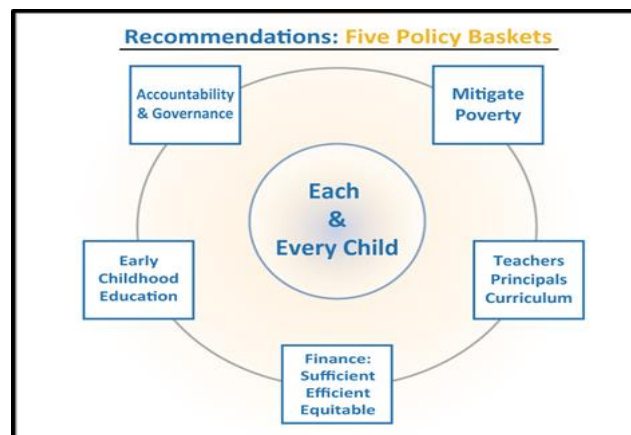 Recommendations: Five Policy Baskets
Accountability
& Governance
Mitigate
Poverty
Each
&
Every Child
Early
Childhood
Education
Teachers
Principals
Curriculum
Finance:
Sufficient
Efficient
Equitable